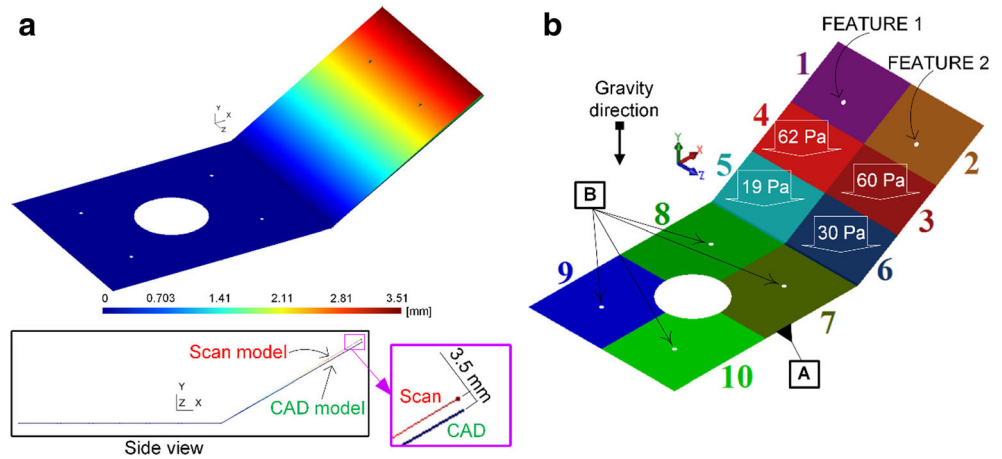 a
Y
X
Z
0 0.703 1.41 2.11 2.81 3.51
[mm]
Scan model
Y
Z X
CAD model
Side view
3.5 mm
Scan
CAD
b
FEATURE 1
FEATURE 2
Gravity
direction
Y
X
Z
1
2
3
4
5
6
7
8
9
10
62 Pa
60 Pa
19 Pa
30 Pa
B
A